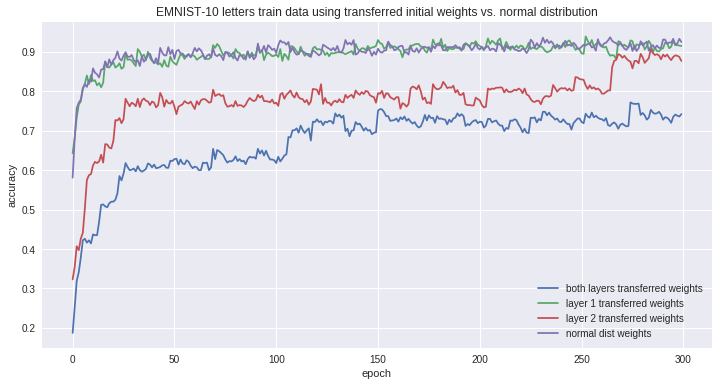 EMNIST-10 letters train data using transferred initial weights vs. normal distribution
accuracy
0.9
0.8
0.7
0.6
0.5
0.4
0.3
0.2
both layers transferred weights
layer 1 transferred weights
layer 2 transferred weights
normal dist weights
0 50 100 150 200 250 300
epoch